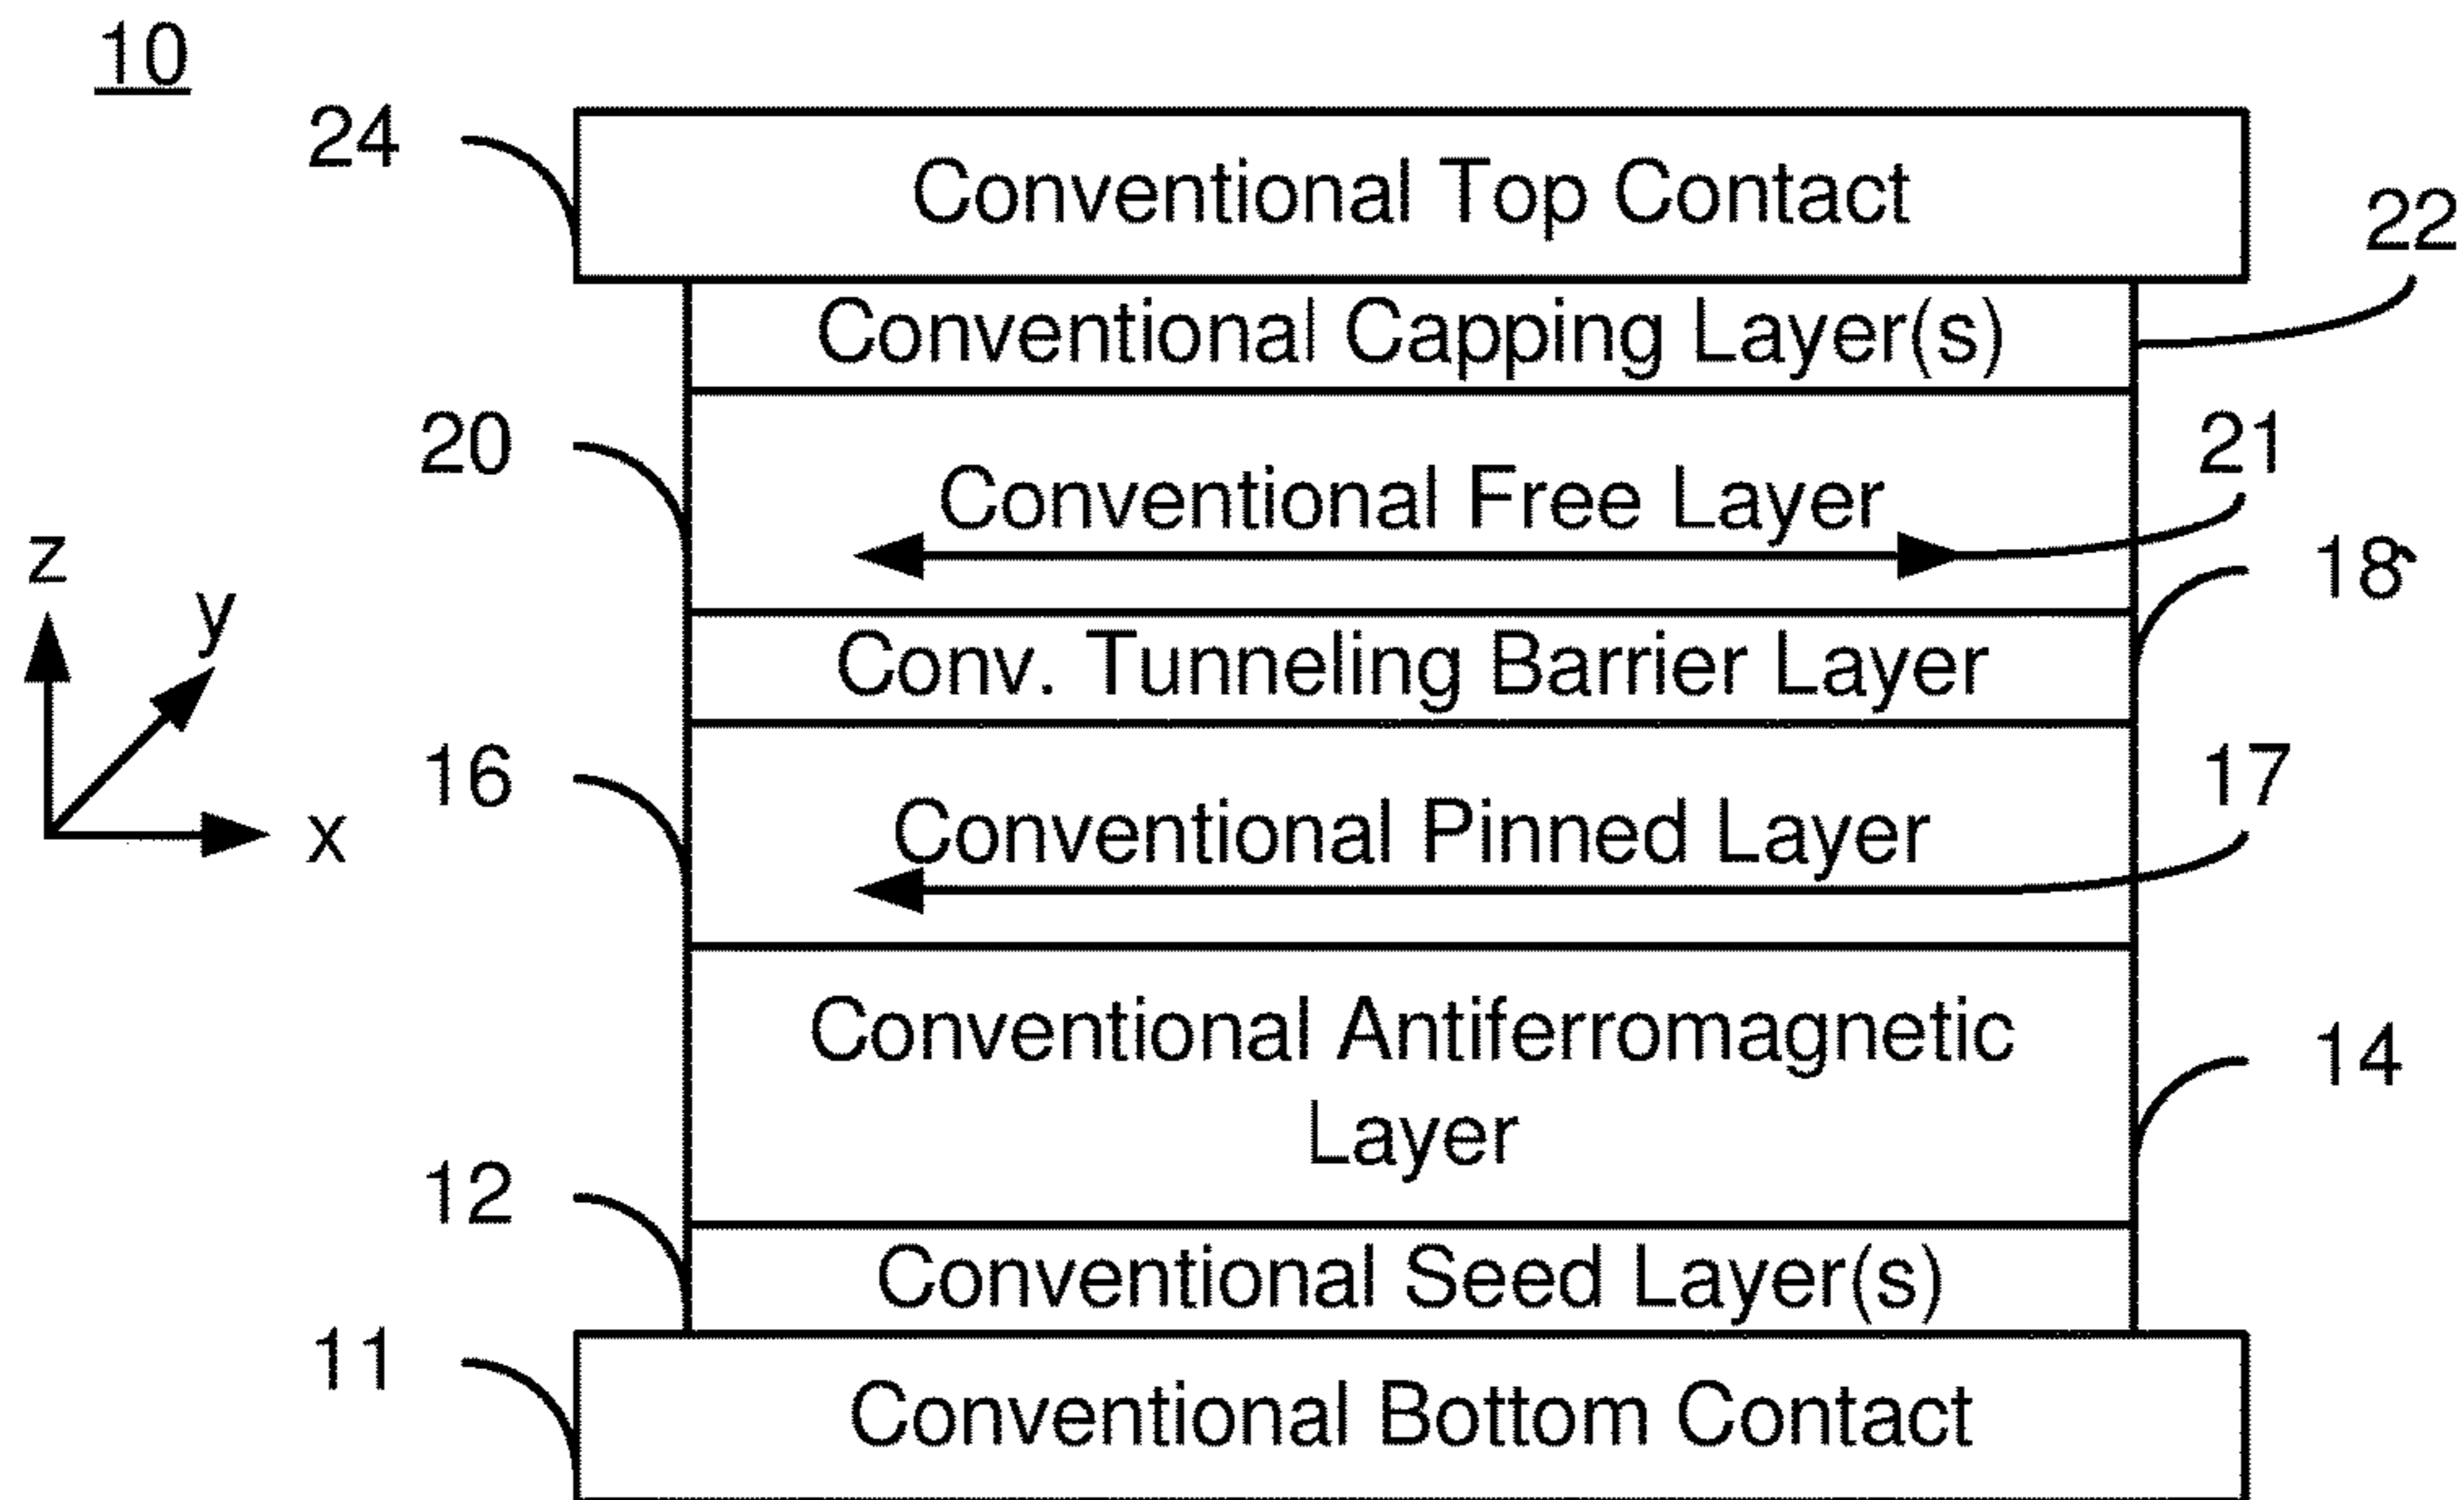 10
24
Conventional Top Contact
22
Conventional Capping Layer(s)
20
21
Conventional Free Layer
18
z
y
Conv. Tunneling Barrier Layer
16
17
x
Conventional Pinned Layer
Conventional Antiferromagnetic
Layer
14
12
Conventional Seed Layer(s)
11
Conventional Bottom Contact